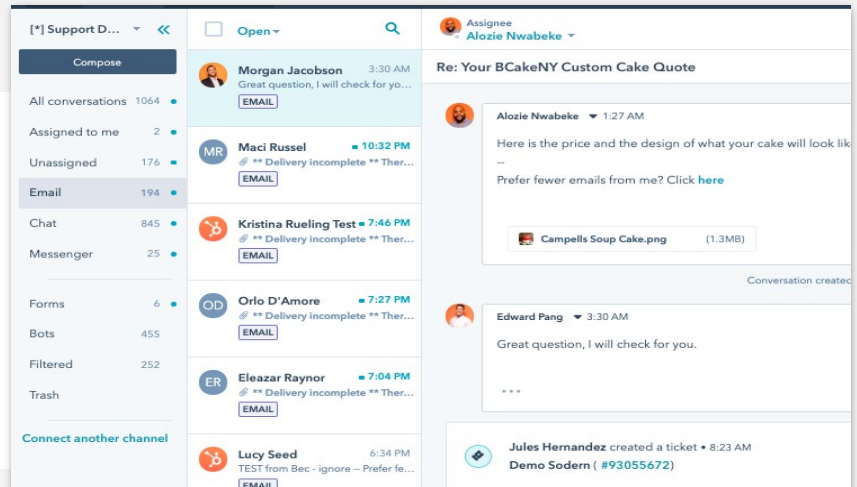 [*] Support D...
Compose
All conversations 1064
Assigned to me 2
Unassigned 176
Email 194
Chat 845
Messenger 25
Forms 6
Bots 455
Filtered 252
Trash
Connect another channel
Open
Morgan Jacobson 3:30 AM
Great question, I will check for yo...
EMAIL
MR
Maci Russel 10:32 PM
** Delivery incomplete ** Ther...
EMAIL
Kristina Rueling Test 7:46 PM
** Delivery incomplete ** Ther...
EMAIL
OD
Orlo D'Amore 7:27 PM
** Delivery incomplete ** Ther...
EMAIL
ER
Eleazar Raynor 7:04 PM
** Delivery incomplete ** Ther...
EMAIL
Lucy Seed 6:34 PM
TEST from Bec - ignore -- Prefer fe...
EMAIL
Assignee
Alozie Nwabeke
Re: Your BCakeNY Custom Cake Quote
Alozie Nwabeke 1:27 AM
Here is the price and the design of what your cake will look lik
--
Prefer fewer emails from me? Click here
Campells Soup Cake.png (1.3MB)
Conversation created
Edward Pang 3:30 AM
Great question, I will check for you.
...
Jules Hernandez created a ticket • 8:23 AM
Demo Sodern ( #93055672)